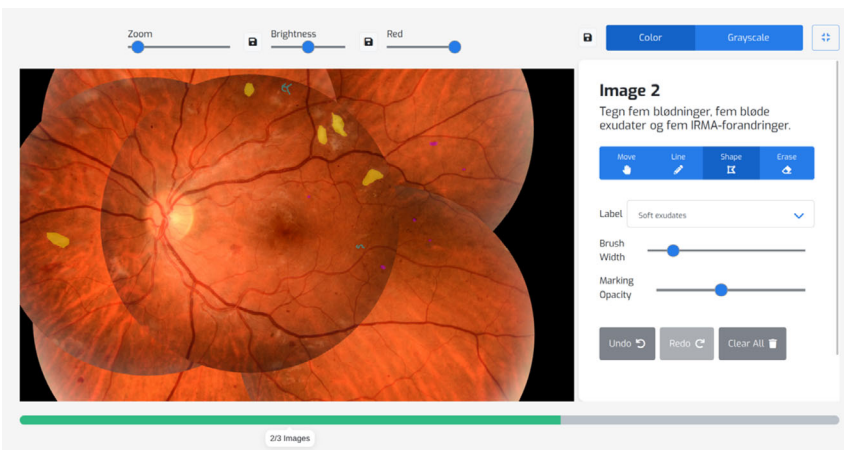 Zoom
Brightness
Red
Color
Grayscale
Image 2
Tegn fem blødninger, fem bløde
exudater og fem IRMA-forandringer.
Move
Line
Shape
Erase
Label
Soft exudates
Brush
Width
Marking
Opacity
Undo
Redo
Clear All
2/3 Images